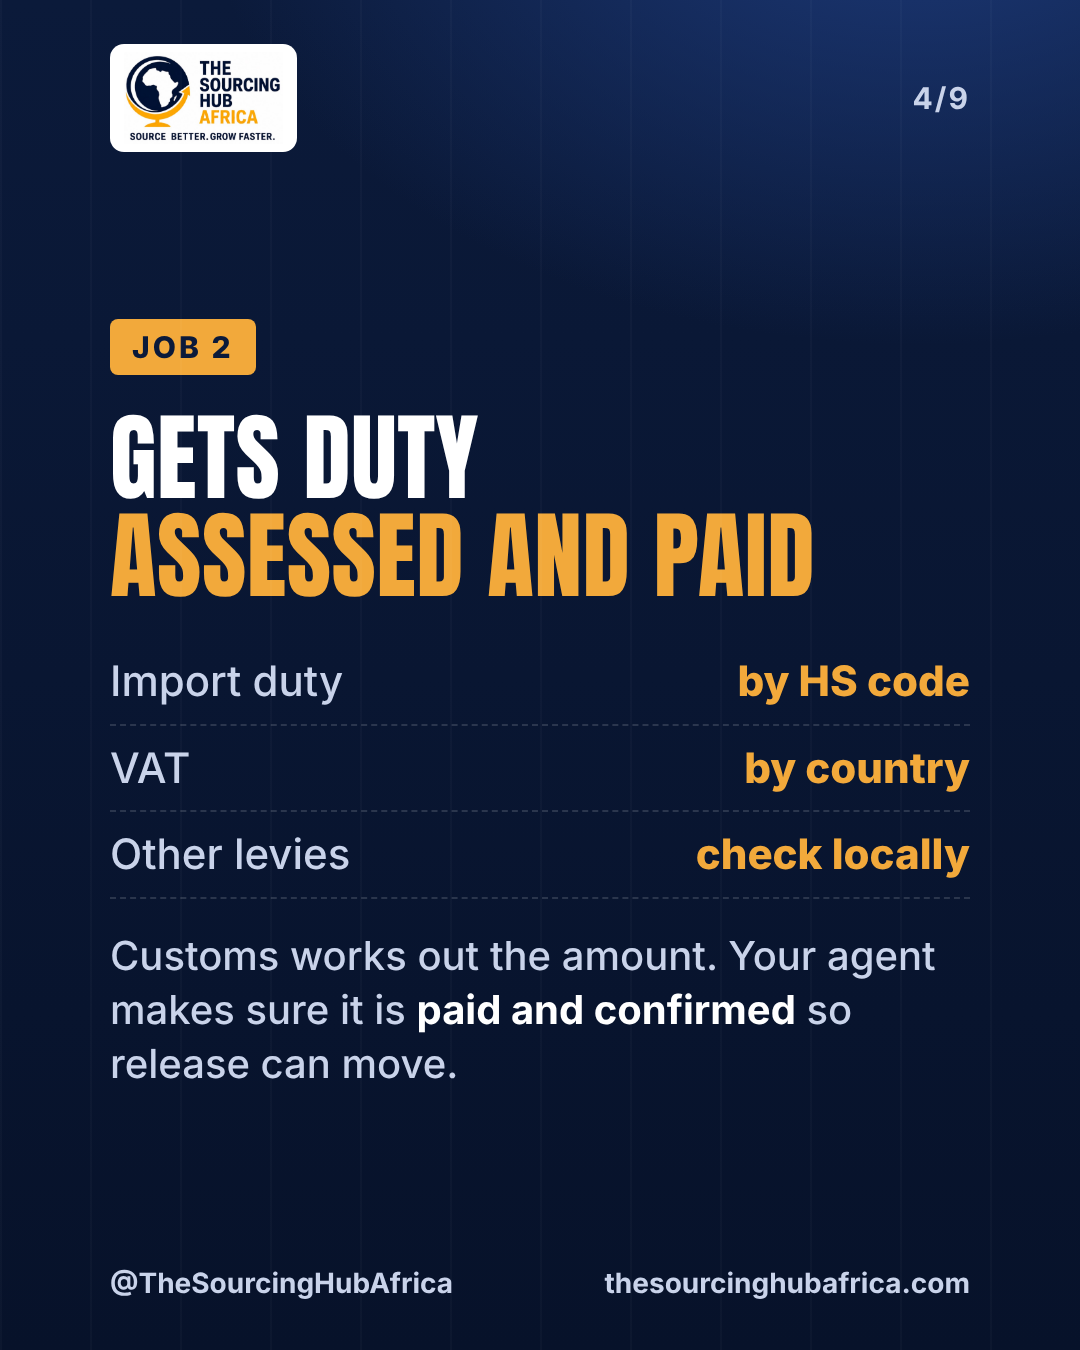 THE
SOURCING
HUB
AFRICA
SOURCE BETTER. GROW FASTER.
4/9
JOB 2
GETS DUTY
ASSESSED AND PAID
Import duty by HS code
VAT by country
Other levies check locally
Customs works out the amount. Your agent
makes sure it is paid and confirmed so
release can move.
@TheSourcingHubAfrica thesourcinghubafrica.com